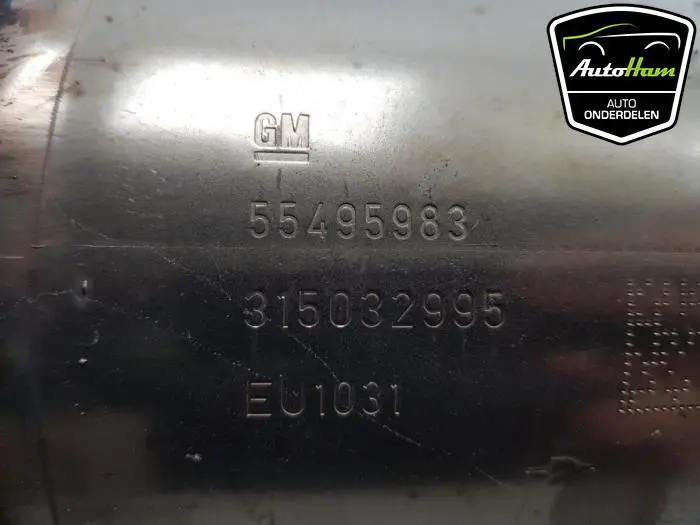 AutoHam
AUTO
ONDERDELEN
GM
55495983
315032995
EU1031